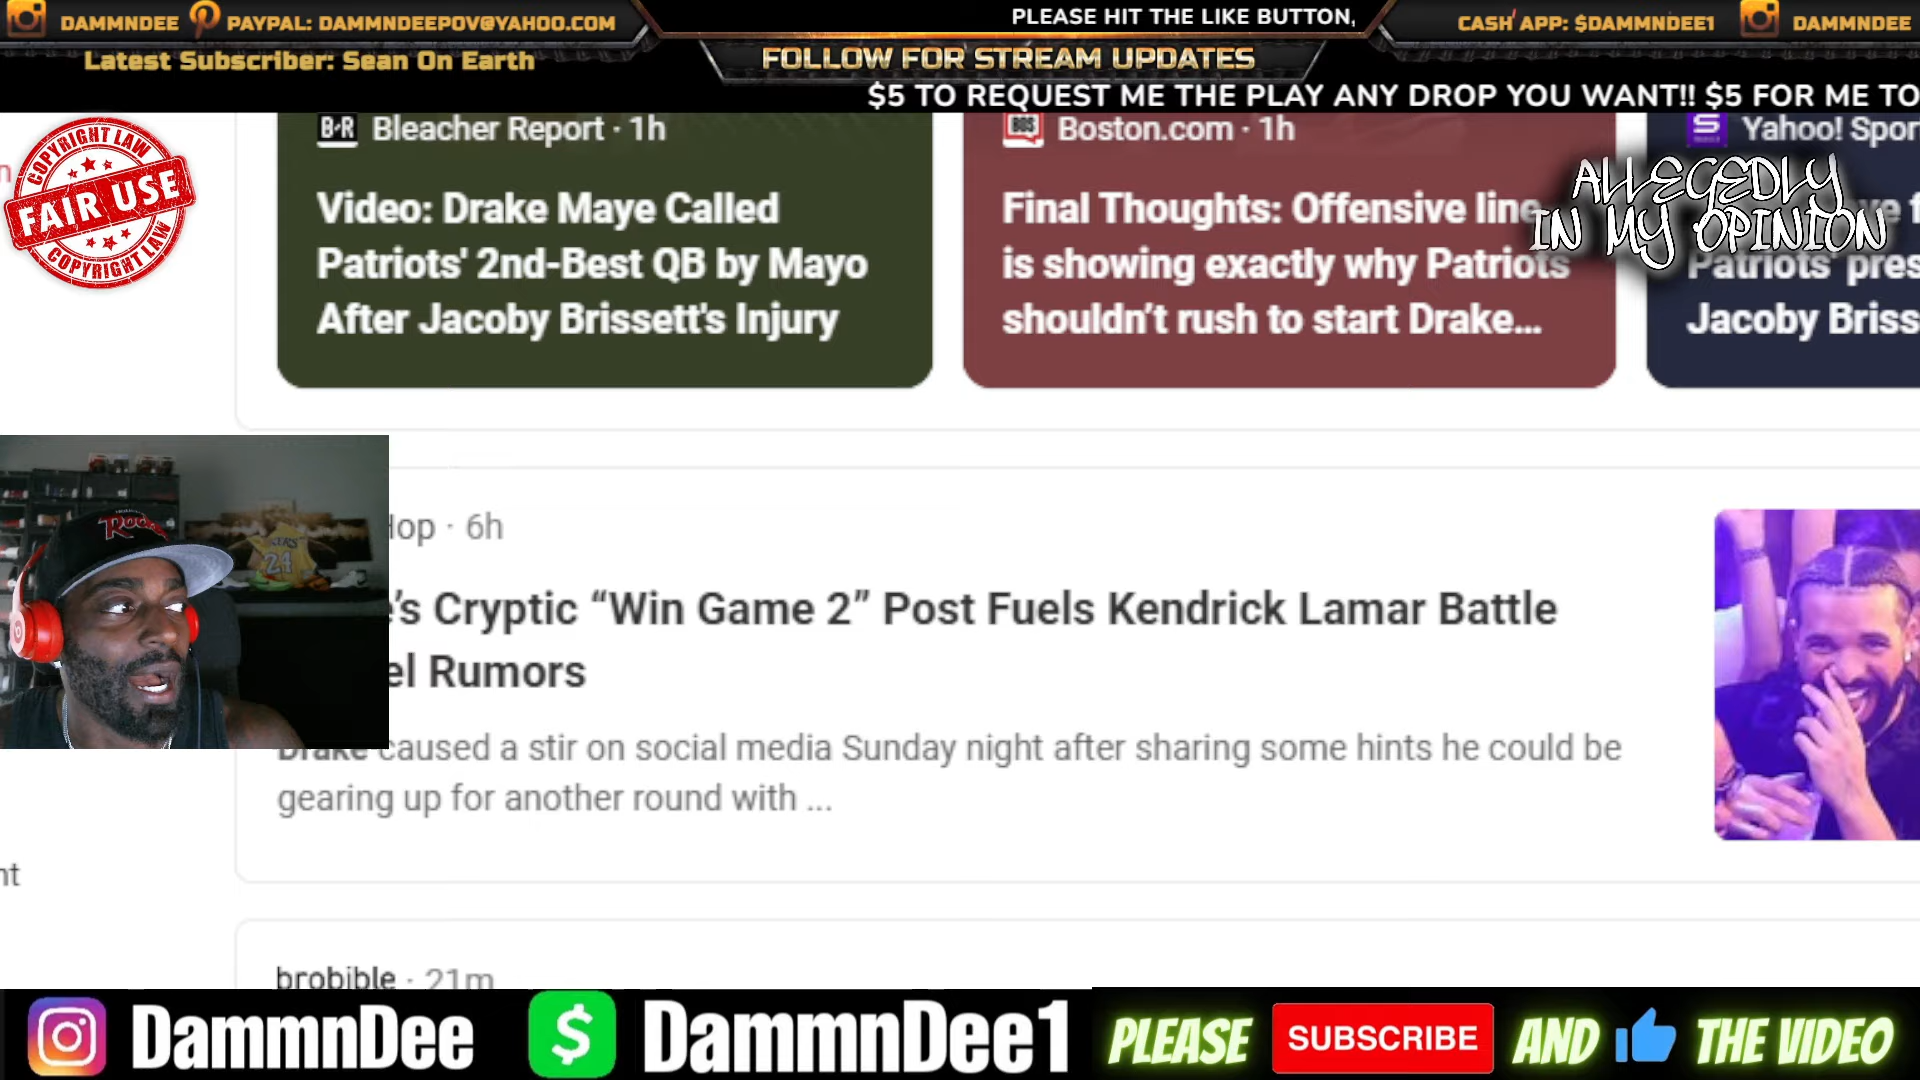 DAMMNDEE
PAYPAL: DAMMNDEEPOV@YAHOO.COM
PLEASE HIT THE LIKE BUTTON,
CASH APP: $DAMMNDEE1
DAMMNDEE
Latest Subscriber: Sean On Earth
FOLLOW FOR STREAM UPDATES
$5 TO REQUEST ME THE PLAY ANY DROP YOU WANT!! $5 FOR ME TO
COPYRIGHT LAW
FAIR USE
COPYRIGHT LAW
B/R Bleacher Report · 1h
Video: Drake Maye Called
Patriots' 2nd-Best QB by Mayo
After Jacoby Brissett's Injury
BOS Boston.com · 1h
Final Thoughts: Offensive line
is showing exactly why Patriots
shouldn’t rush to start Drake...
S Yahoo! Spor
Patriots' pres
Jacoby Briss
ALLEGEDLY
IN MY OPINION
24
Hop · 6h
e’s Cryptic “Win Game 2” Post Fuels Kendrick Lamar Battle
el Rumors
Drake caused a stir on social media Sunday night after sharing some hints he could be
gearing up for another round with ...
nt
brobible · 21m
DammnDee
$ DammnDee1
PLEASE SUBSCRIBE AND THE VIDEO